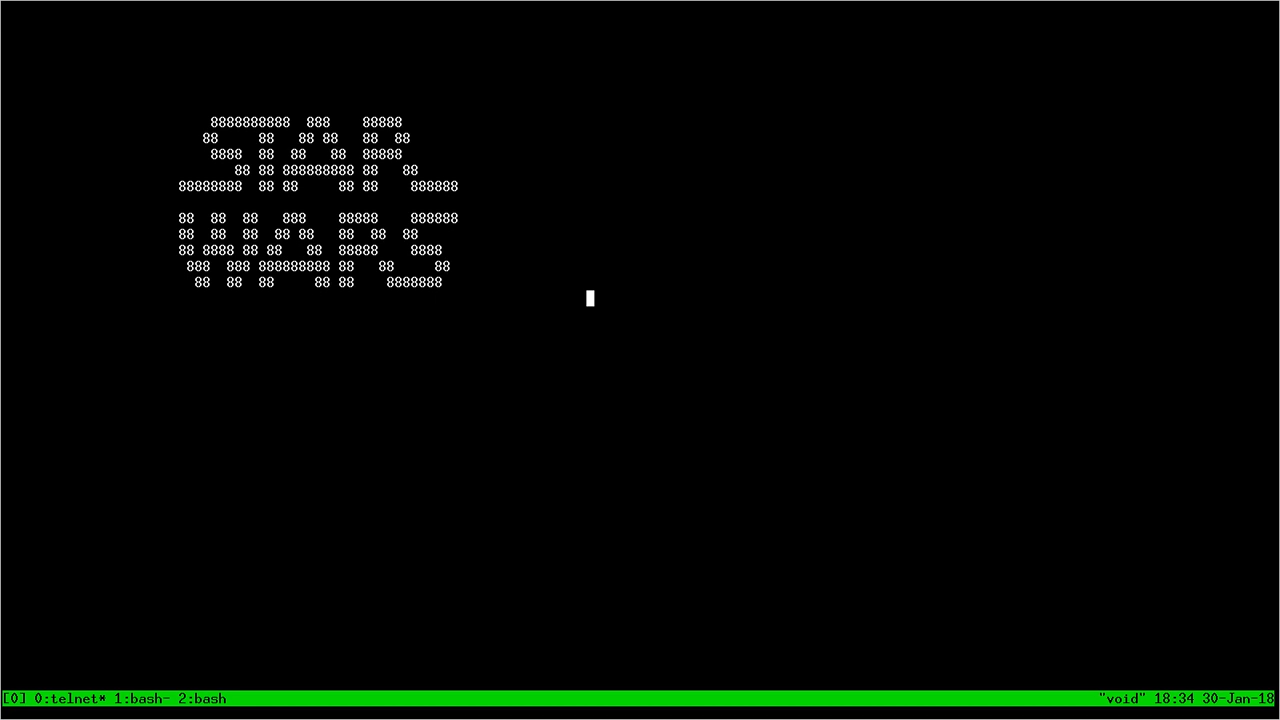 8888888888  888    88888
   88     88   88 88   88  88
    8888  88  88   88  88888
       88 88 888888888 88   88
88888888  88 88     88 88    888888

88  88  88   888    88888    888888
88  88  88  88 88   88  88  88
88 8888 88 88   88  88888    8888
 888  888 888888888 88   88     88
  88  88  88     88 88    8888888
[0] 0:telnet* 1:bash- 2:bash "void" 18:34 30-Jan-18